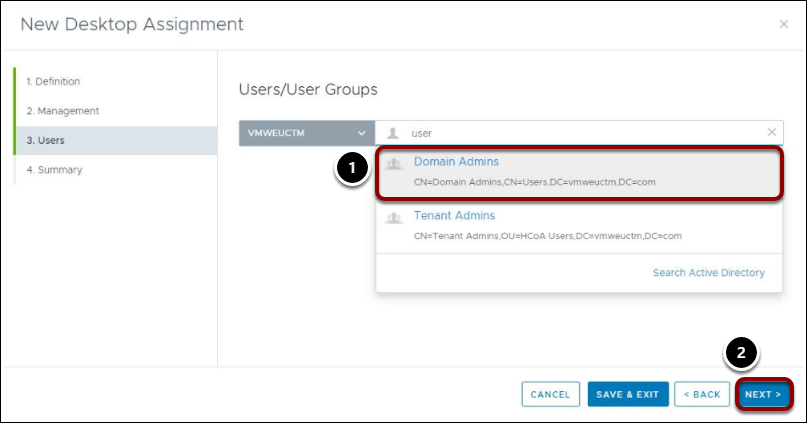 New Desktop Assignment
×
1. Definition
2. Management
3. Users
4. Summary
Users/User Groups
VMWEUCTM
user
×
1
Domain Admins
CN=Domain Admins,CN=Users,DC=vmweuctm,DC=com
Tenant Admins
CN=Tenant Admins,OU=HCoA Users,DC=vmweuctm,DC=com
Search Active Directory
2
CANCEL
SAVE & EXIT
< BACK
NEXT >